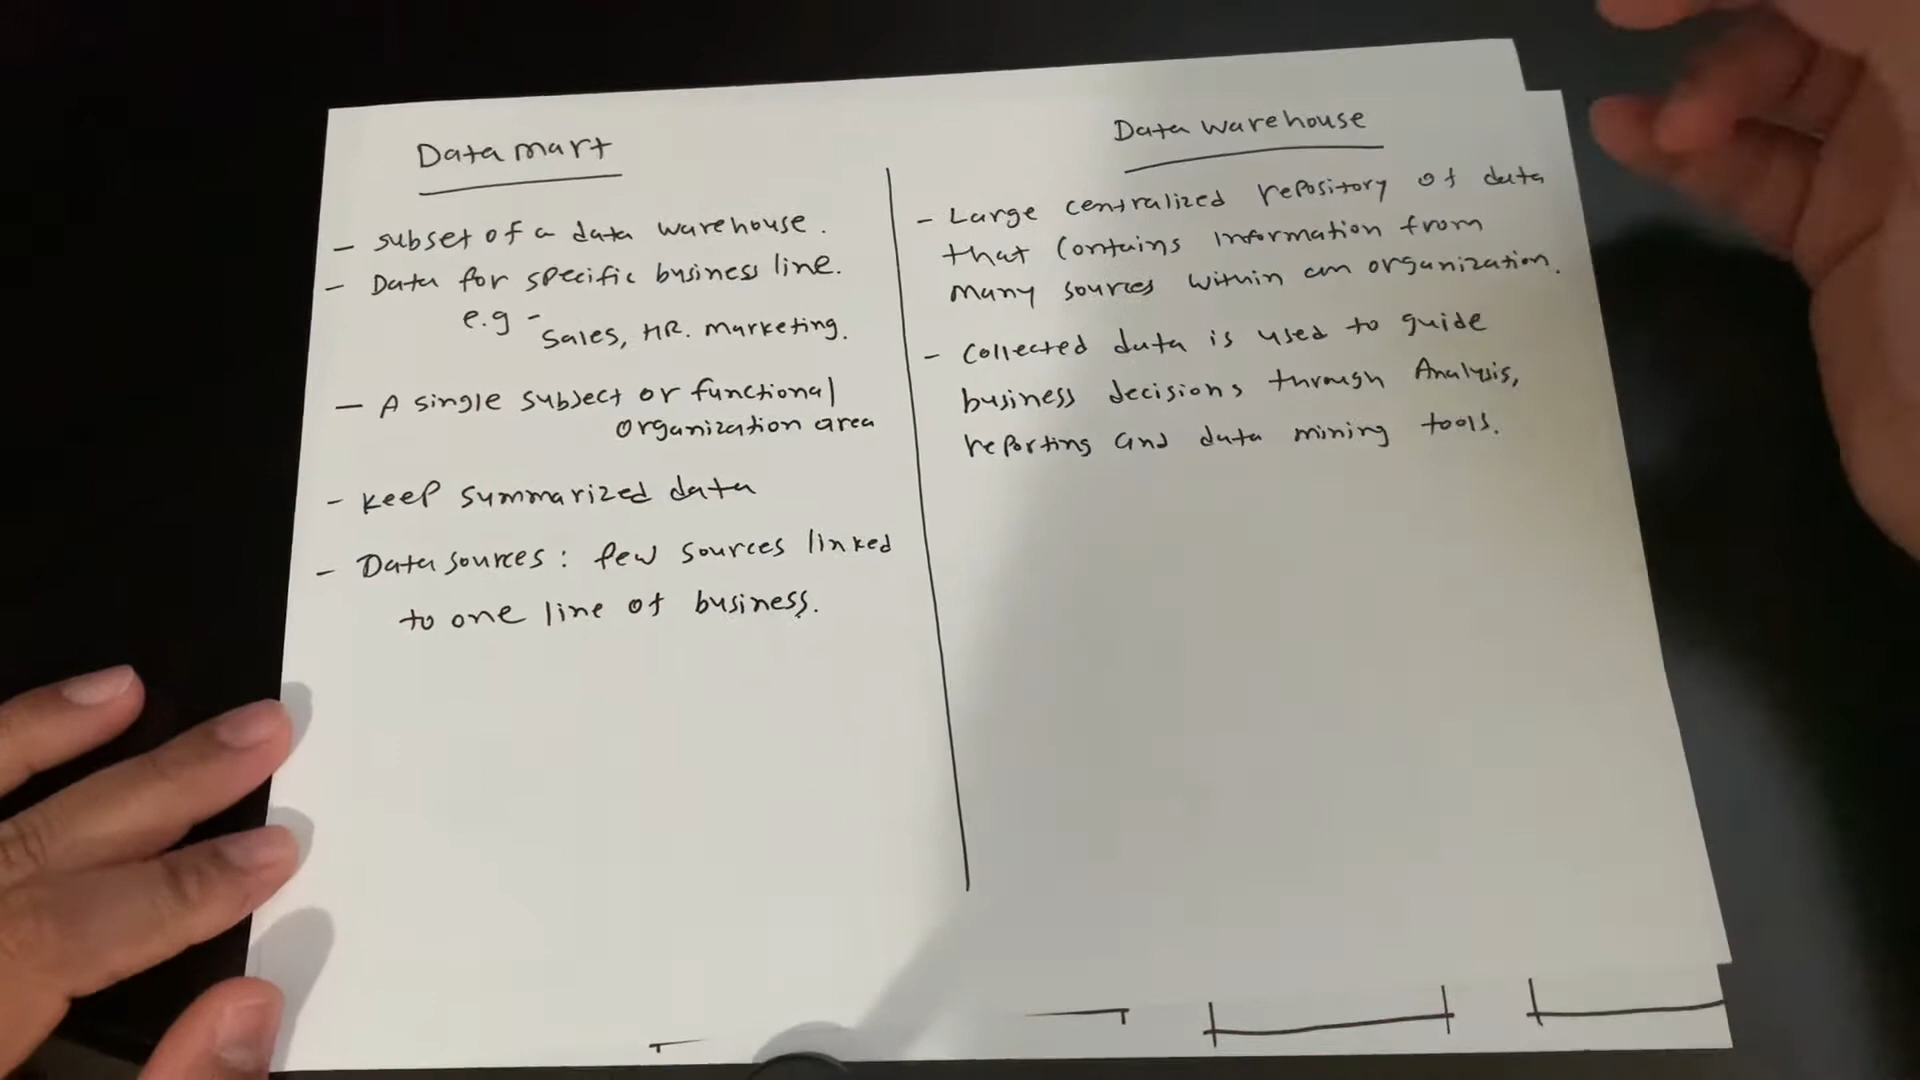 Data mart
- subset of a data warehouse.
- Data for specific business line.
e.g - Sales, HR. marketing.
- A single subject or functional
organization area
- keep summarized data
- Data sources: few sources linked
to one line of business.
Data warehouse
- Large centralized repository of data
that contains information from
many sources within an organization.
- Collected data is used to guide
business decisions through Analysis,
reporting and data mining tools.